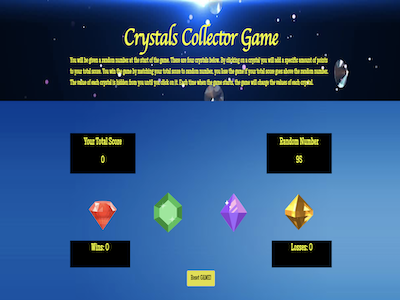 Crystals Collector Game
You will be given a random number at the start of the game. There are four crystals below. By clicking on a crystal you will add a specific amount of points
to your total score. You win the game by matching your total score to random number, you lose the game if your total score goes above the random number.
The value of each crystal is hidden from you until you click on it. Each time when the game starts, the game will change the values of each crystal.
Your Total Score
0
Random Number
95
Wins: 0
Losses: 0
Reset GAME!